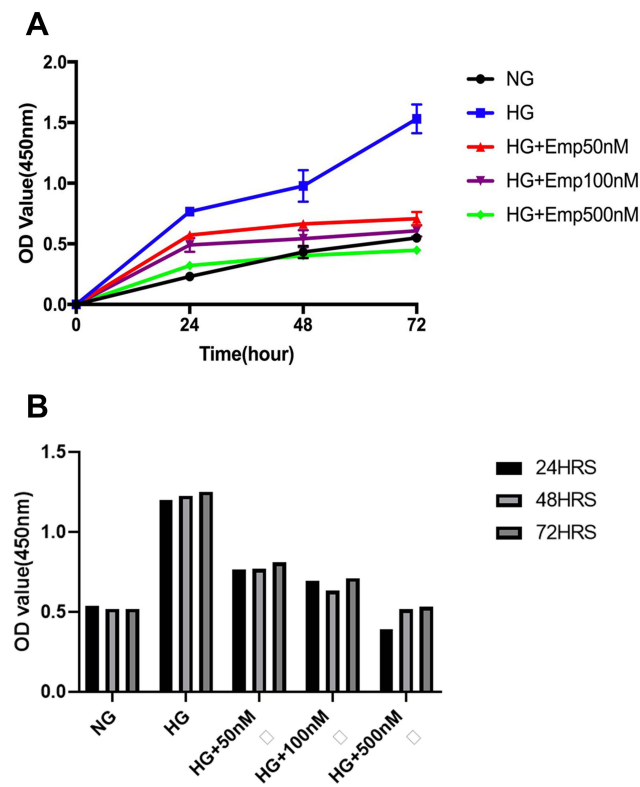 A
OD Value(450nm)
2.0
1.5
1.0
0.5
0.0
0 24 48 72
Time(hour)
NG
HG
HG+Emp50nM
HG+Emp100nM
HG+Emp500nM
B
OD value(450nm)
1.5
1.0
0.5
0.0
NG
HG
HG+50nM
HG+100nM
HG+500nM
24HRS
48HRS
72HRS